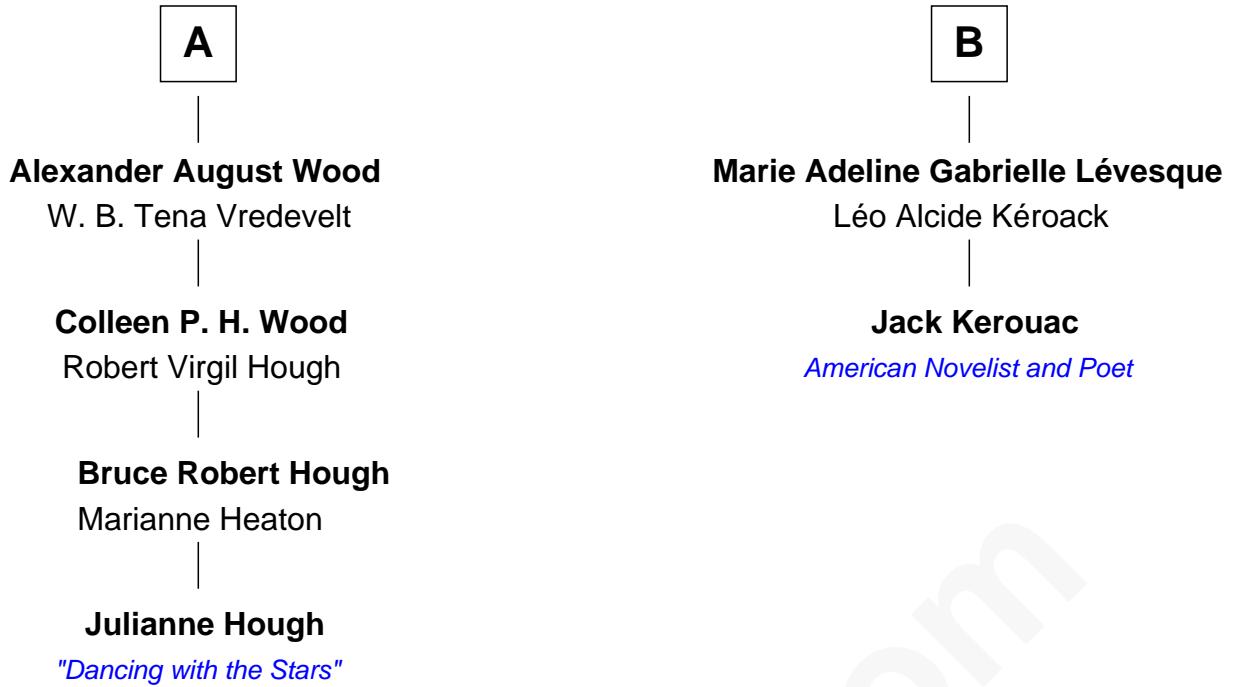 A
Alexander August Wood
W. B. Tena Vredevelt
Colleen P. H. Wood
Robert Virgil Hough
Bruce Robert Hough
Marianne Heaton
Julianne Hough
"Dancing with the Stars"
B
Marie Adeline Gabrielle Lévesque
Léo Alcide Kéroack
Jack Kerouac
American Novelist and Poet
om